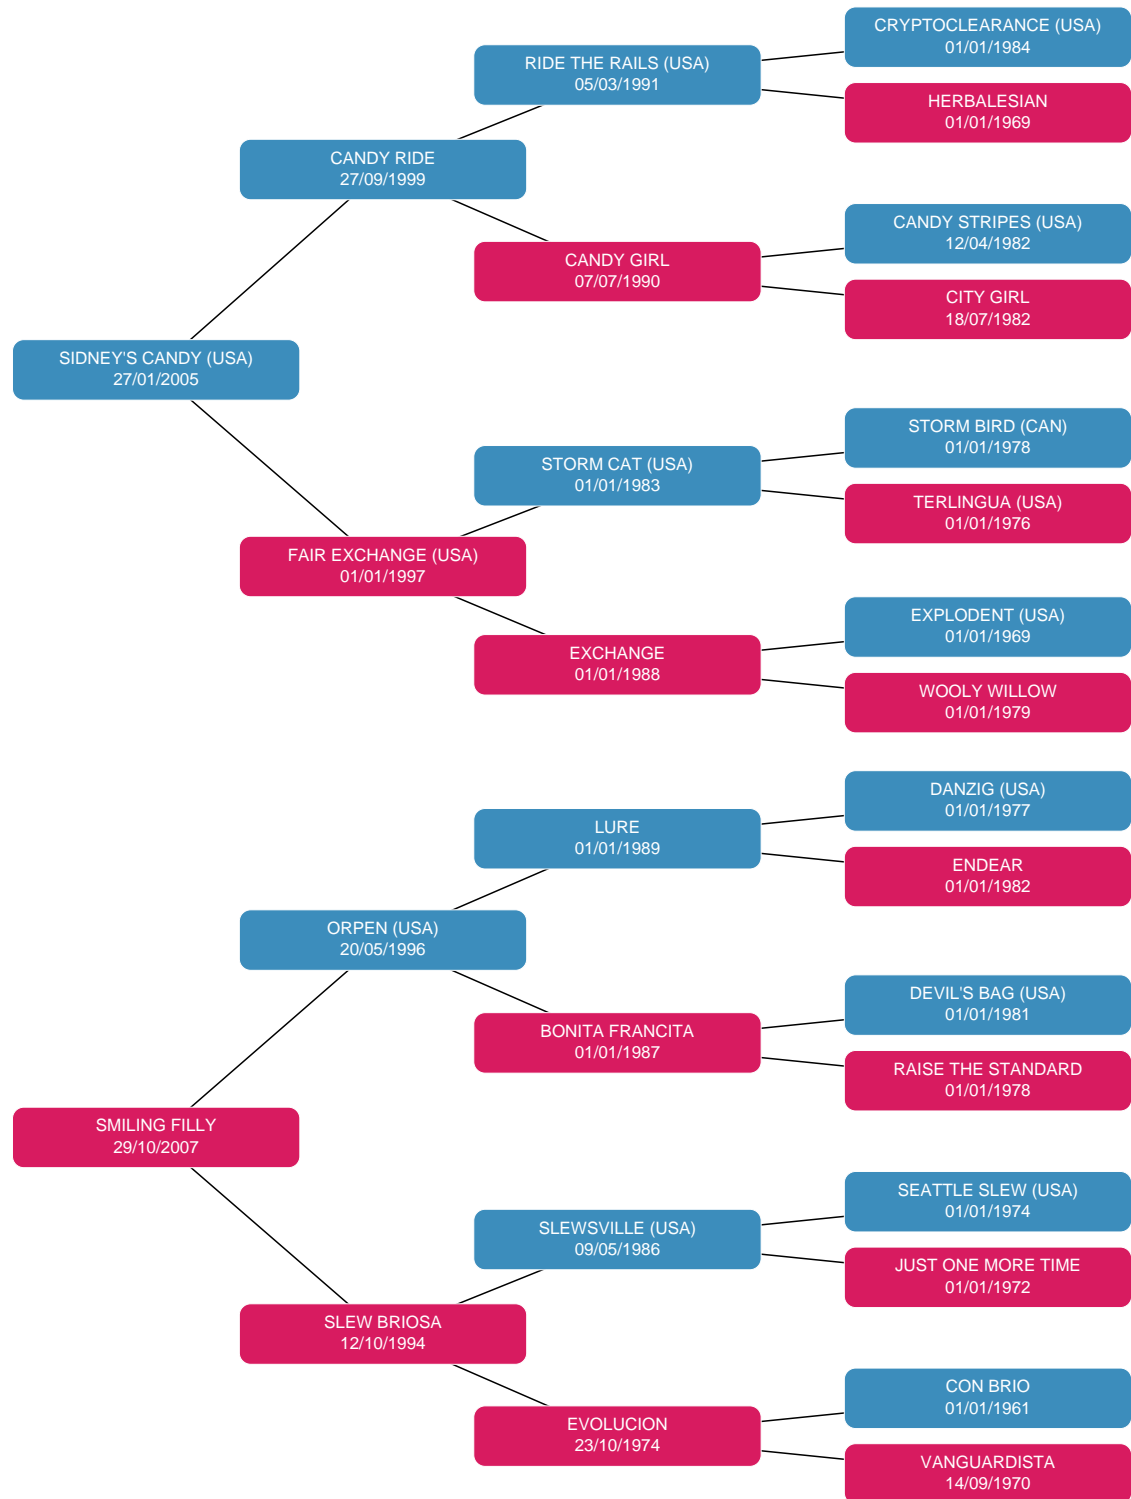 CRYPTOCLEARANCE (USA)
01/01/1984
RIDE THE RAILS (USA)
05/03/1991
HERBALESIAN
01/01/1969
CANDY RIDE
27/09/1999
CANDY STRIPES (USA)
12/04/1982
CANDY GIRL
07/07/1990
CITY GIRL
18/07/1982
SIDNEY'S CANDY (USA)
27/01/2005
STORM BIRD (CAN)
01/01/1978
STORM CAT (USA)
01/01/1983
TERLINGUA (USA)
01/01/1976
FAIR EXCHANGE (USA)
01/01/1997
EXPLODENT (USA)
01/01/1969
EXCHANGE
01/01/1988
WOOLY WILLOW
01/01/1979
DANZIG (USA)
01/01/1977
LURE
01/01/1989
ENDEAR
01/01/1982
ORPEN (USA)
20/05/1996
DEVIL'S BAG (USA)
01/01/1981
BONITA FRANCITA
01/01/1987
RAISE THE STANDARD
01/01/1978
SMILING FILLY
29/10/2007
SEATTLE SLEW (USA)
01/01/1974
SLEWSVILLE (USA)
09/05/1986
JUST ONE MORE TIME
01/01/1972
SLEW BRIOSA
12/10/1994
CON BRIO
01/01/1961
EVOLUCION
23/10/1974
VANGUARDISTA
14/09/1970